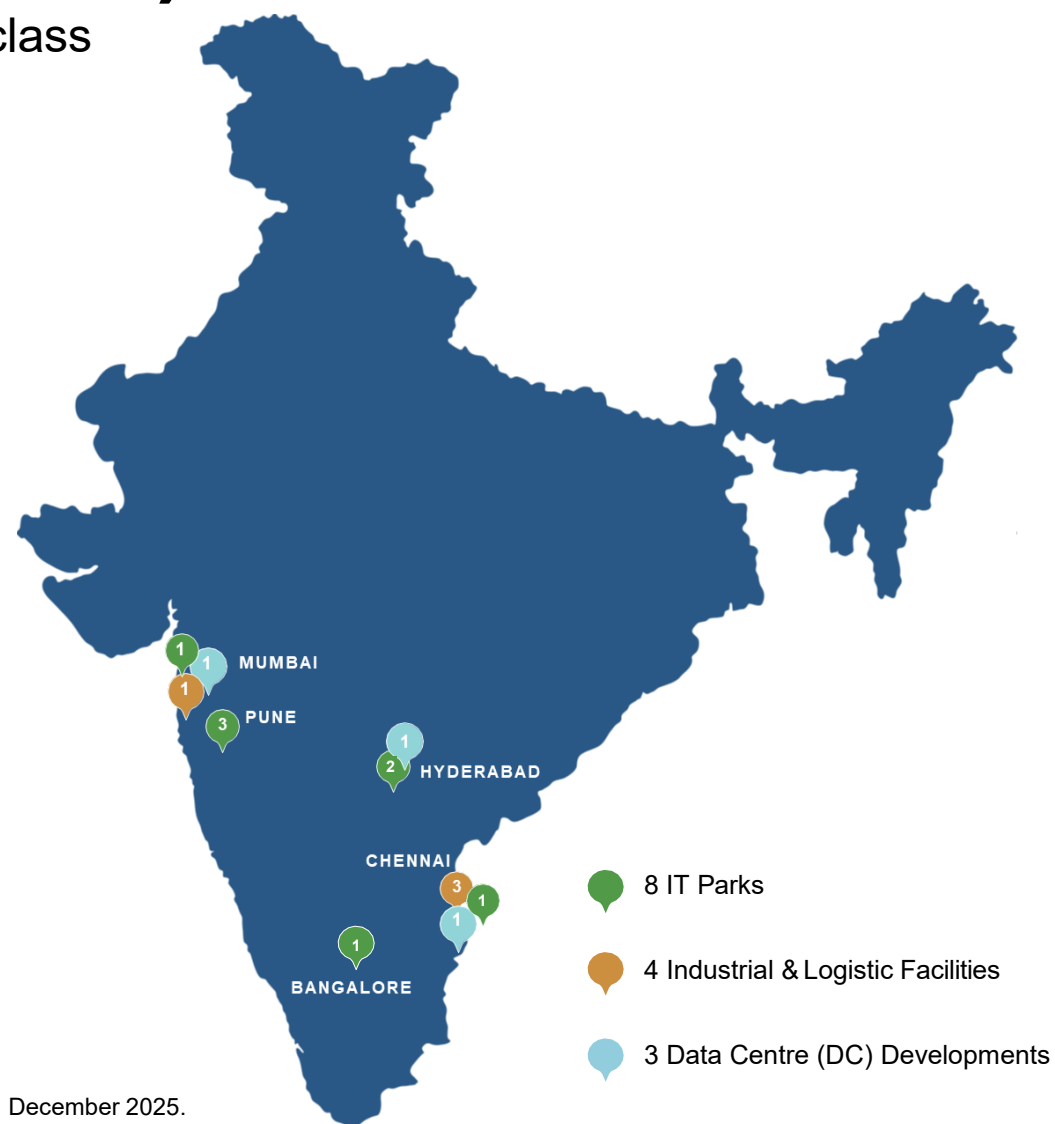 class
1
1
MUMBAI
1
3
PUNE
1
2
HYDERABAD
CHENNAI
3
1
1
1
BANGALORE
8 IT Parks
4 Industrial & Logistic Facilities
3 Data Centre (DC) Developments
December 2025.